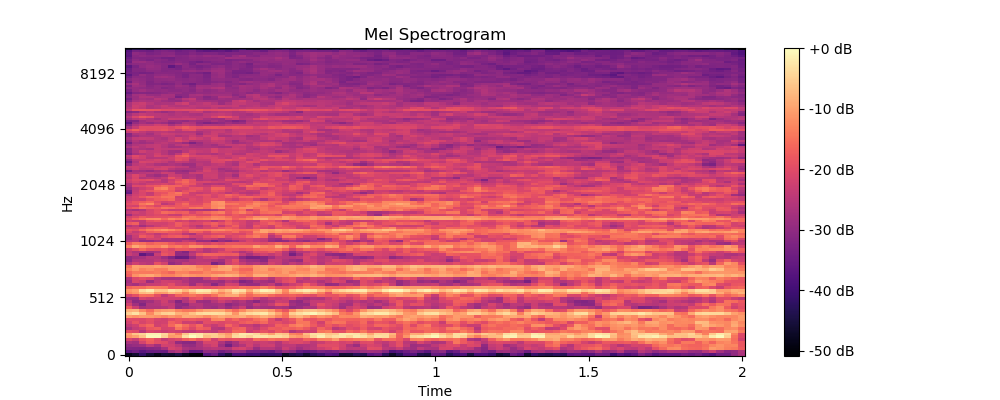 Mel Spectrogram
Hz
8192
4096
2048
1024
512
0
0
0.5
1
1.5
2
Time
+0 dB
-10 dB
-20 dB
-30 dB
-40 dB
-50 dB